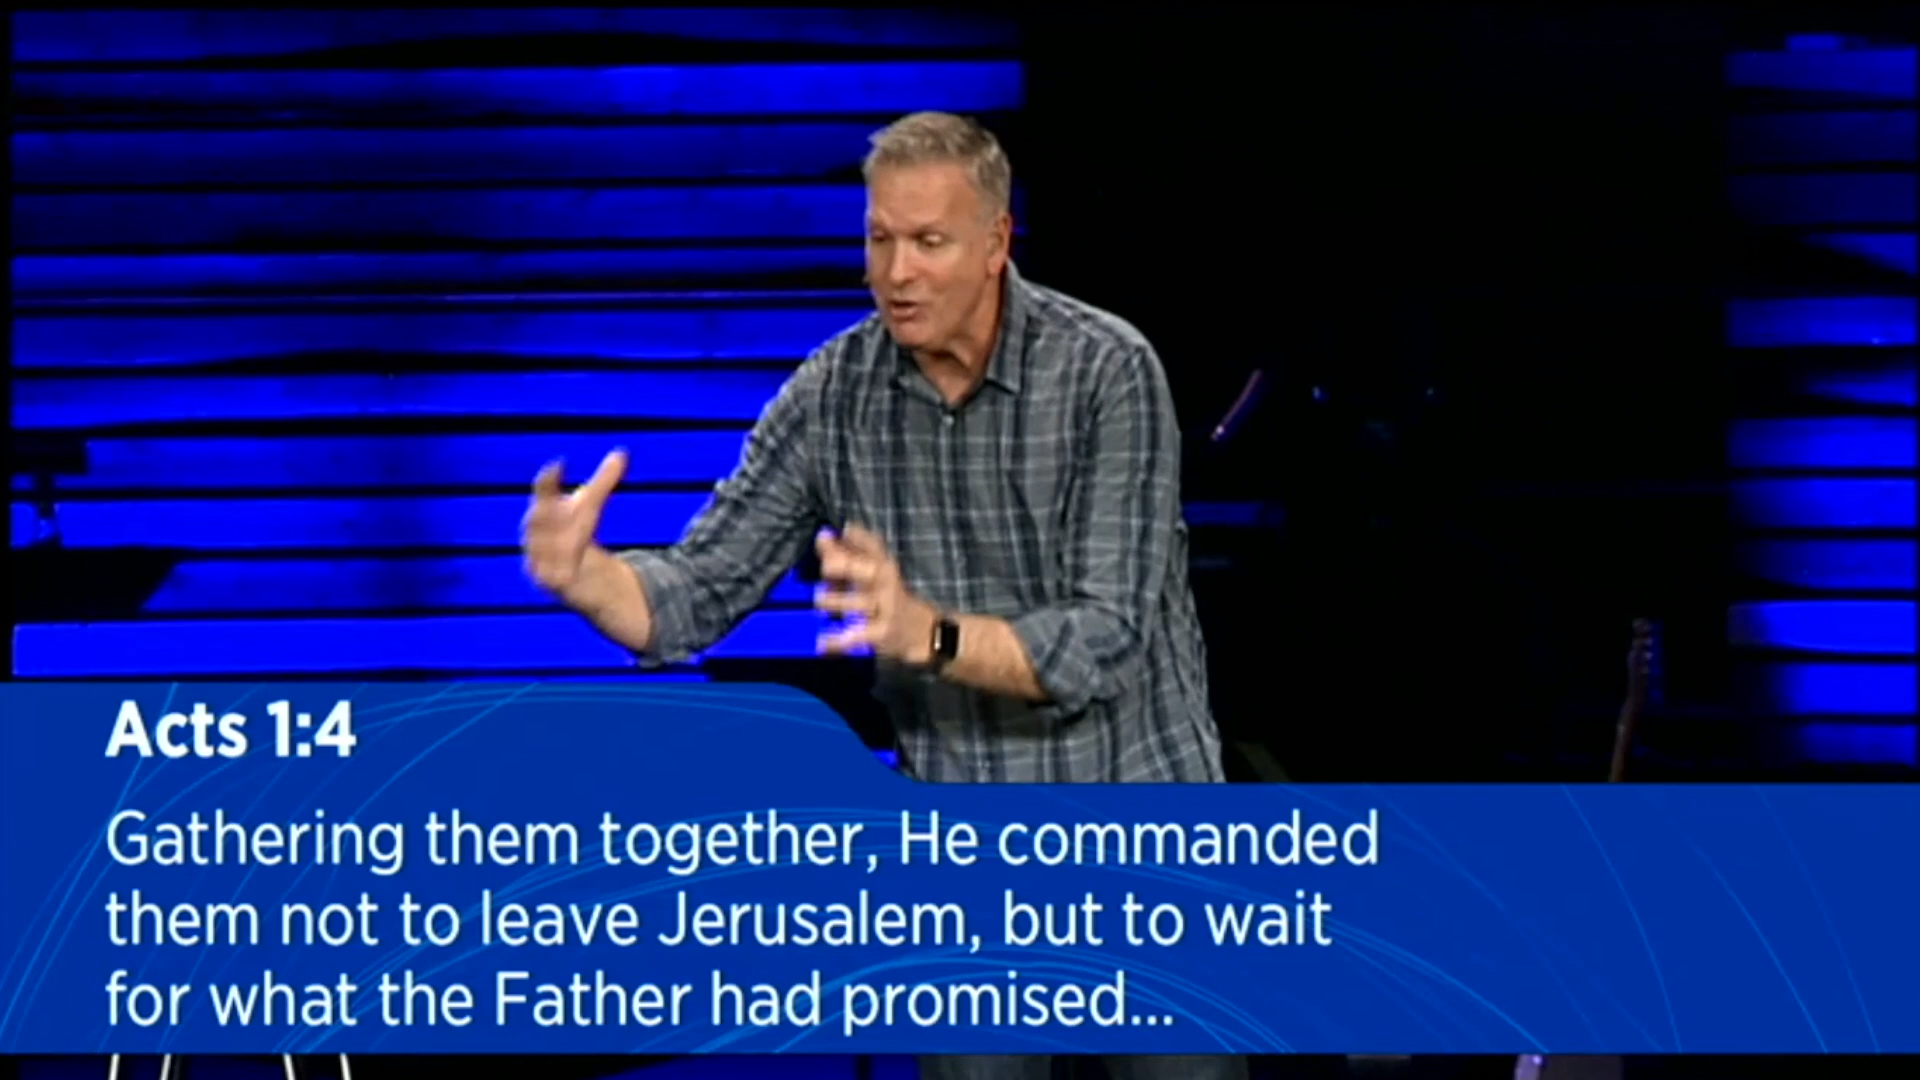 Acts 1:4
Gathering them together, He commanded
them not to leave Jerusalem, but to wait
for what the Father had promised...